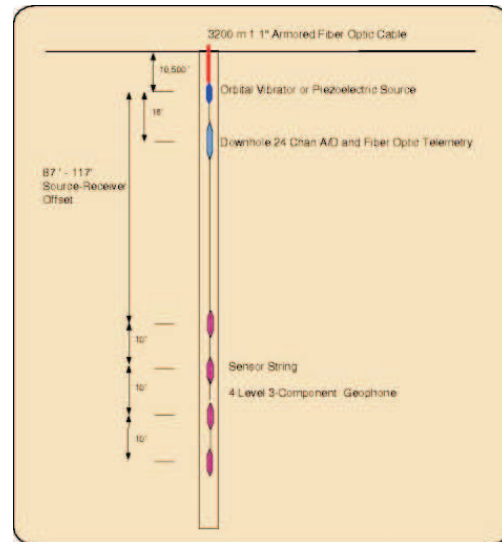 3200 m 1 1" Armored Fiber Optic Cable
10,500'
Orbital Vibrator or Piezoelectric Source
16'
Downhole 24 Chan A/D and Fiber Optic Telemetry
87' - 117'
Source-Receiver
Offset
10'
Sensor String
10'
4 Level 3-Component Geophone
10'